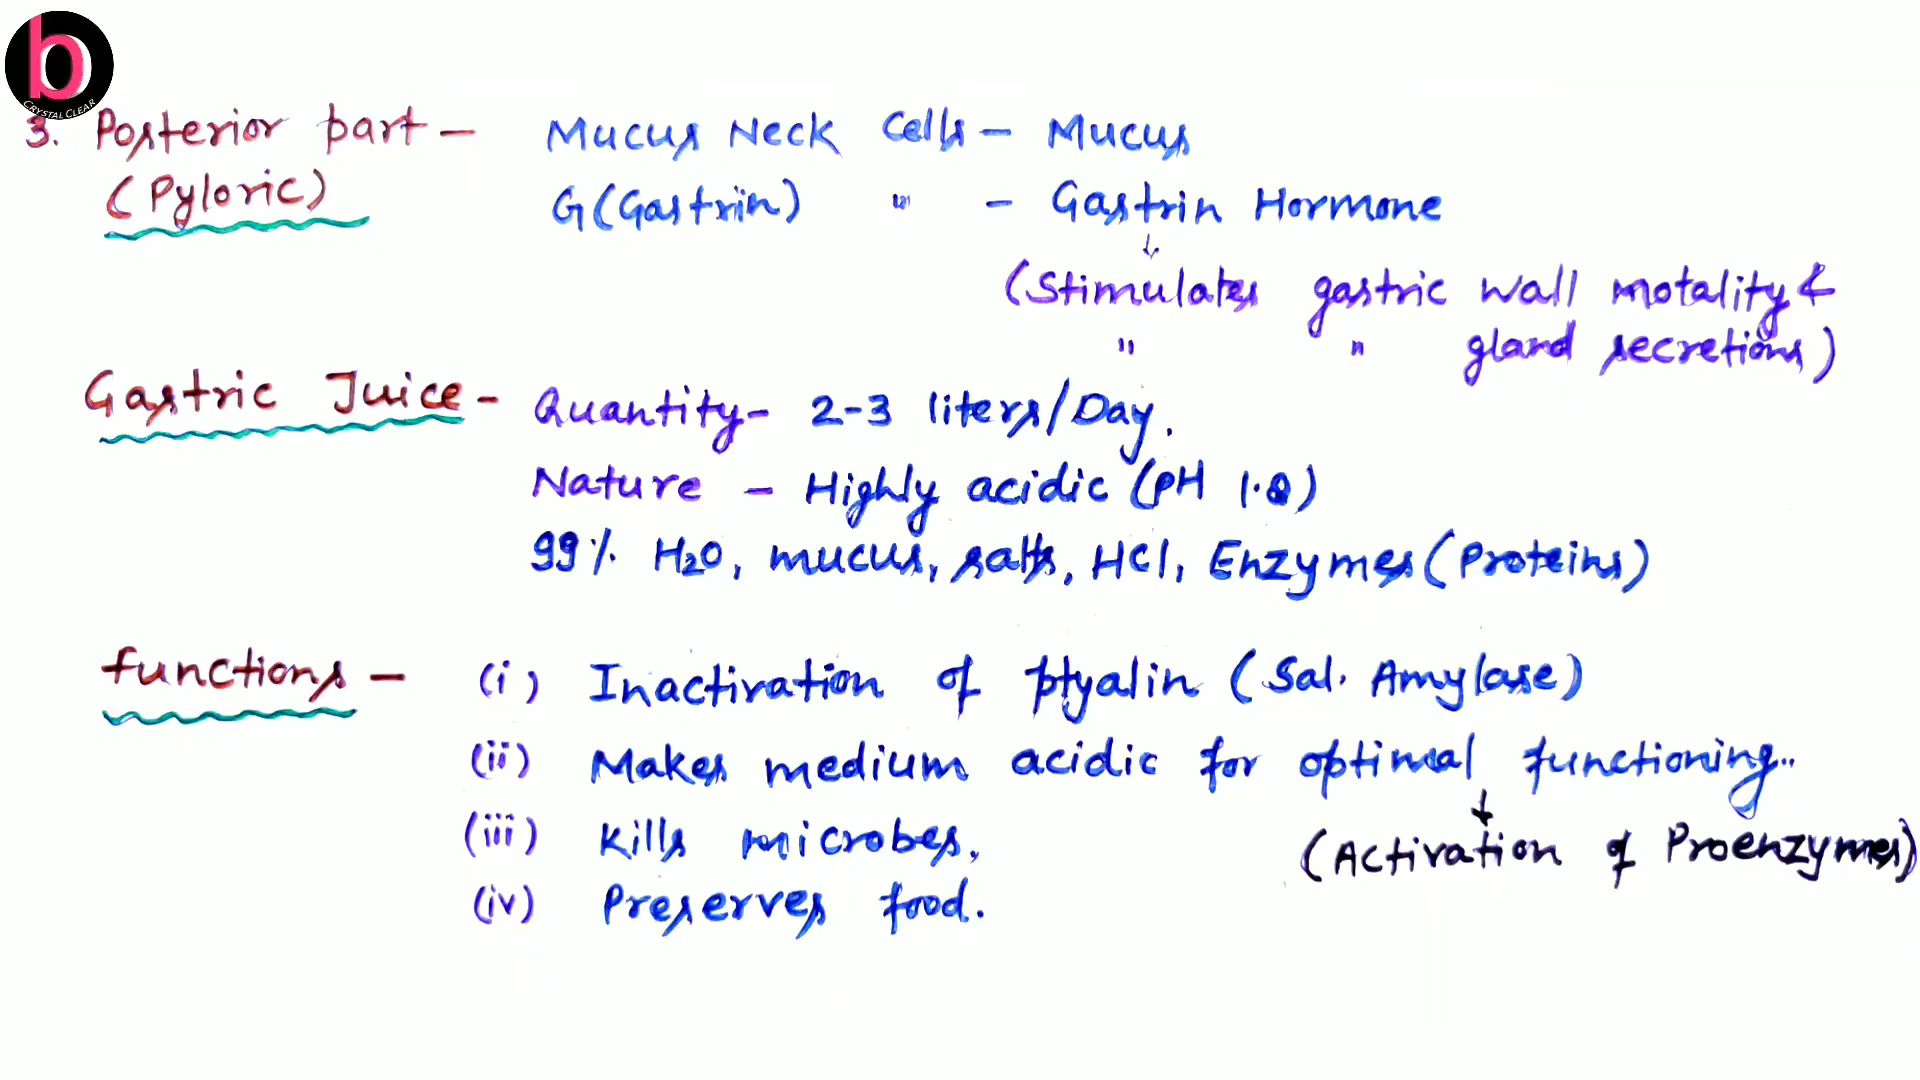 b
CRYSTAL CLEAR
3. Posterior part – Mucus Neck Cells – Mucus
(Pyloric) G (Gastrin) " – Gastrin Hormone
↓
(Stimulates gastric wall motality &
" " gland secretions)
Gastric Juice – Quantity – 2-3 liters/Day.
Nature – Highly acidic (pH 1.8)
99% H₂O, mucus, salts, HCl, Enzymes (Proteins)
functions – (i) Inactivation of ptyalin (Sal. Amylase)
(ii) Makes medium acidic for optimal functioning..
↓
(iii) Kills microbes. (Activation of Proenzymes)
(iv) Preserves food.